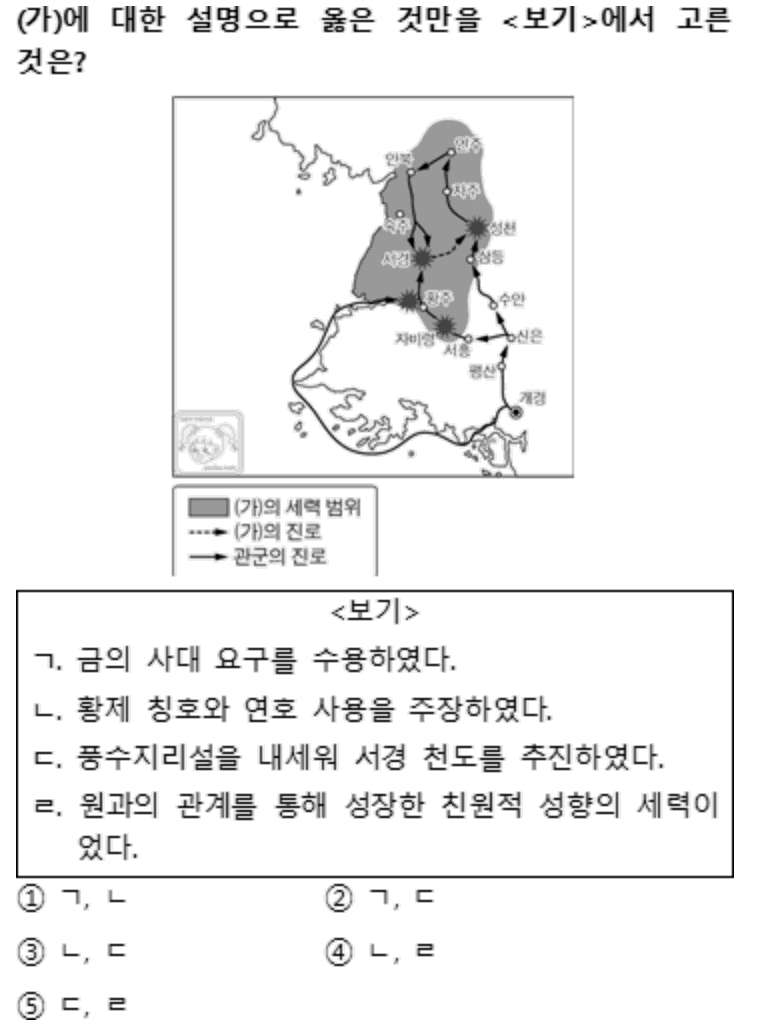 (가)에 대한 설명으로 옳은 것만을 <보기>에서 고른
것은?
연주
안북
자주
숙주
성천
서경
삼등
황주
수안
자비령
서흥
신은
평산
개경
(가)의 세력 범위
(가)의 진로
관군의 진로
<보기>
ㄱ. 금의 사대 요구를 수용하였다.
ㄴ. 황제 칭호와 연호 사용을 주장하였다.
ㄷ. 풍수지리설을 내세워 서경 천도를 추진하였다.
ㄹ. 원과의 관계를 통해 성장한 친원적 성향의 세력이
었다.
① ㄱ, ㄴ
② ㄱ, ㄷ
③ ㄴ, ㄷ
④ ㄴ, ㄹ
⑤ ㄷ, ㄹ